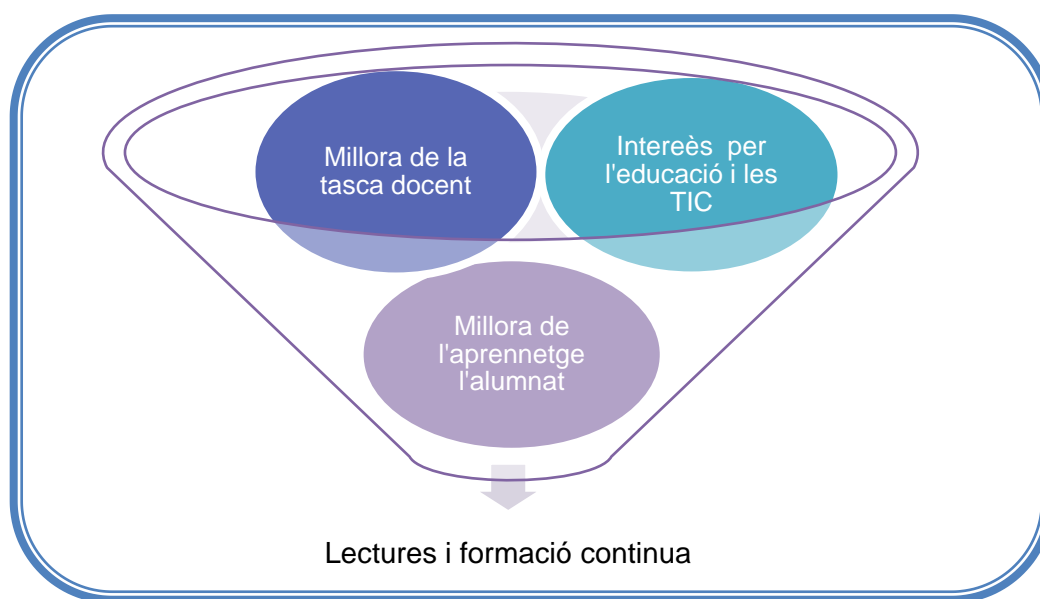 Millora de la
tasca docent
Intereès  per
l'educació i les
TIC
Millora de
l'aprennetge
l'alumnat
Lectures i formació continua